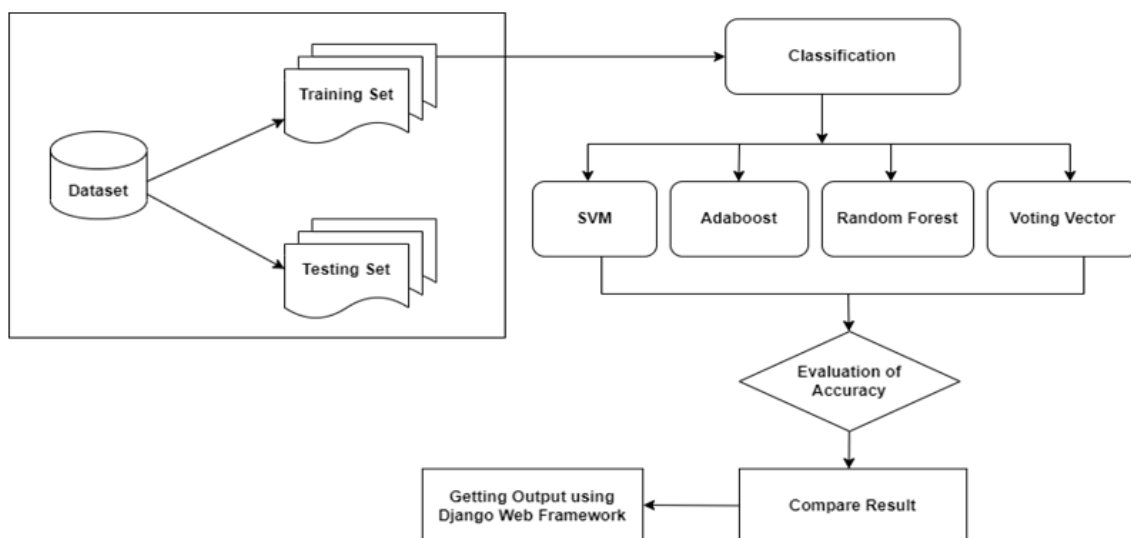 Classification
Training Set
Dataset
SVM
Adaboost
Random Forest
Voting Vector
Testing Set
Evaluation of
Accuracy
Getting Output using
Django Web Framework
Compare Result